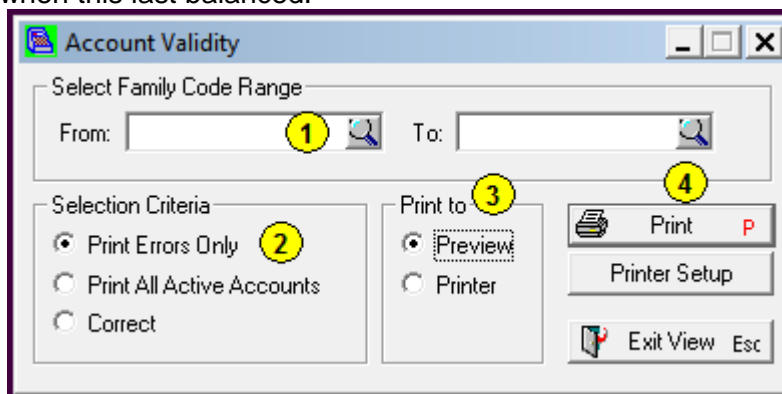 when this last balanced.
Account Validity
Select Family Code Range
From: 1 To:
Selection Criteria
Print Errors Only 2
Print All Active Accounts
Correct
Print to 3
Preview
Printer
4
Print P
Printer Setup
Exit View Esc